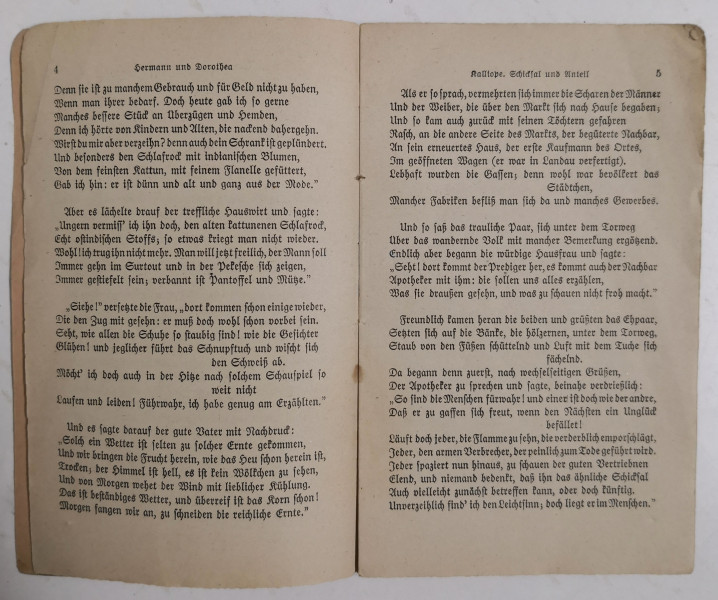 4
Hermann und Dorothea
Denn sie ist zu manchem Gebrauch und für Geld nicht zu haben,
Wenn man ihrer bedarf. Doch heute gab ich so gerne
Manches bessere Stück an Überzügen und Hemden,
Denn ich hörte von Kindern und Alten, die nackend dahergehn.
Wirst du mir aber verzeihn? denn auch dein Schrank ist geplündert.
Und besonders den Schlafrock mit indianischen Blumen,
Von dem feinsten Kattun, mit feinem Flanelle gefüttert,
Gab ich hin: er ist dünn und alt und ganz aus der Mode.”
Aber es lächelte drauf der treffliche Hauswirt und sagte:
„Ungern vermiss' ich ihn doch, den alten kattunenen Schlafrock,
Echt ostindischen Stoffs; so etwas kriegt man nicht wieder.
Wohl! ich trug ihn nicht mehr. Man will jetzt freilich, der Mann soll
Immer gehn im Surtout und in der Pekesche sich zeigen,
Immer gestiefelt sein; verbannt ist Pantoffel und Mütze.”
„Siehe!” versetzte die Frau, „dort kommen schon einige wieder,
Die den Zug mit gesehn: er muß doch wohl schon vorbei sein.
Seht, wie allen die Schuhe so staubig sind! wie die Gesichter
Glühen! und jeglicher führt das Schnupftuch und wischt sich
den Schweiß ab.
Möcht' ich doch auch in der Hitze nach solchem Schauspiel so
weit nicht
Laufen und leiden! Fürwahr, ich habe genug am Erzählten.”
Und es sagte darauf der gute Vater mit Nachdruck:
„Solch ein Wetter ist selten zu solcher Ernte gekommen,
Und wir bringen die Frucht herein, wie das Heu schon herein ist,
Trocken; der Himmel ist hell, es ist kein Wölkchen zu sehen,
Und von Morgen wehet der Wind mit lieblicher Kühlung.
Das ist beständiges Wetter, und überreif ist das Korn schon!
Morgen fangen wir an, zu schneiden die reichliche Ernte.”
Kalliope. Schicksal und Anteil
5
Als er so sprach, vermehrten sich immer die Scharen der Männer
Und der Weiber, die über den Markt sich nach Hause begaben;
Und so kam auch zurück mit seinen Töchtern gefahren
Rasch, an die andere Seite des Markts, der begüterte Nachbar,
An sein erneuertes Haus, der erste Kaufmann des Ortes,
Im geöffneten Wagen (er war in Landau verfertigt).
Lebhaft wurden die Gassen; denn wohl war bevölkert das
Städtchen,
Mancher Fabriken befliß man sich da und manches Gewerbes.
Und so saß das trauliche Paar, sich unter dem Torweg
Über das wandernde Volk mit mancher Bemerkung ergötzend.
Endlich aber begann die würdige Hausfrau und sagte:
„Seht! dort kommt der Prediger her, es kommt auch der Nachbar
Apotheker mit ihm: die sollen uns alles erzählen,
Was sie draußen gesehn, und was zu schauen nicht froh macht.”
Freundlich kamen heran die beiden und grüßten das Ehpaar,
Setzten sich auf die Bänke, die hölzernen, unter dem Torweg,
Staub von den Füßen schüttelnd und Luft mit dem Tuche sich
fächelnd.
Da begann denn zuerst, nach wechselseitigen Grüßen,
Der Apotheker zu sprechen und sagte, beinahe verdrießlich:
„So sind die Menschen fürwahr! und einer ist doch wie der andre,
Daß er zu gaffen sich freut, wenn den Nächsten ein Unglück
befället!
Läuft doch jeder, die Flamme zu sehn, die verderblich emporschlägt,
Jeder, den armen Verbrecher, der peinlich zum Tode geführt wird.
Jeder spaziert nun hinaus, zu schauen der guten Vertriebnen
Elend, und niemand bedenkt, daß ihn das ähnliche Schicksal
Auch vielleicht zunächst betreffen kann, oder doch künftig.
Unverzeihlich find' ich den Leichtsinn; doch liegt er im Menschen.”